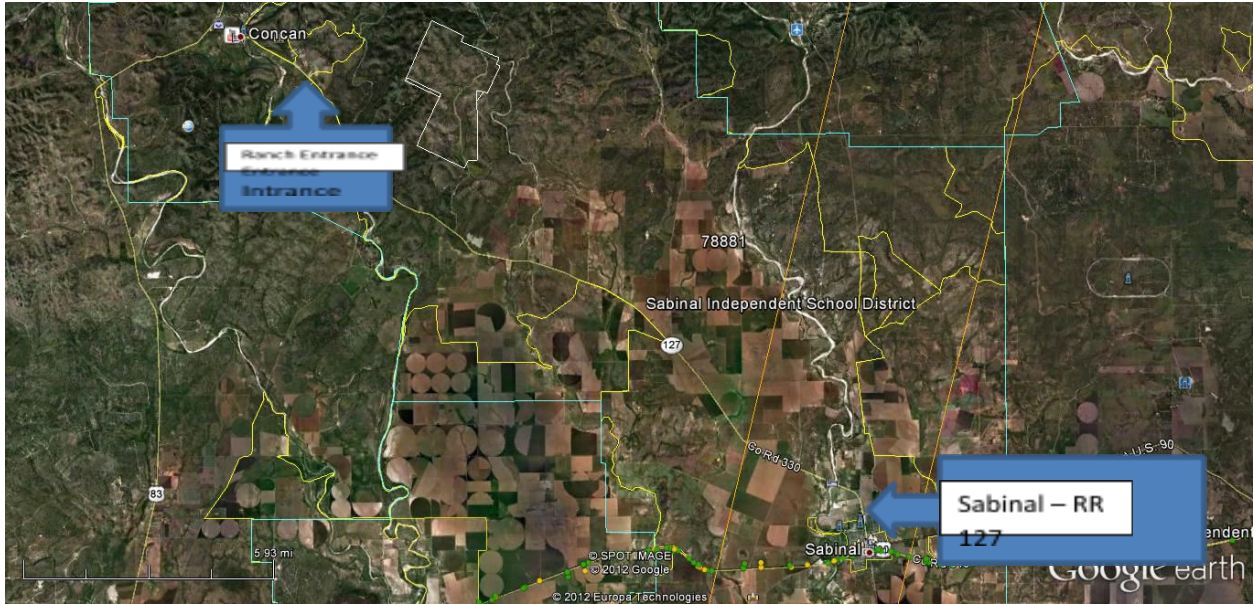 Concan
Ranch Entrance
Entrance
Intrance
78881
Sabinal Independent School District
127
Co Rd 330
U.S. 90
83
Sabinal – RR
127
5.93 mi
Sabinal
© SPOT IMAGE
© 2012 Google
© 2012 Europa Technologies
Google earth